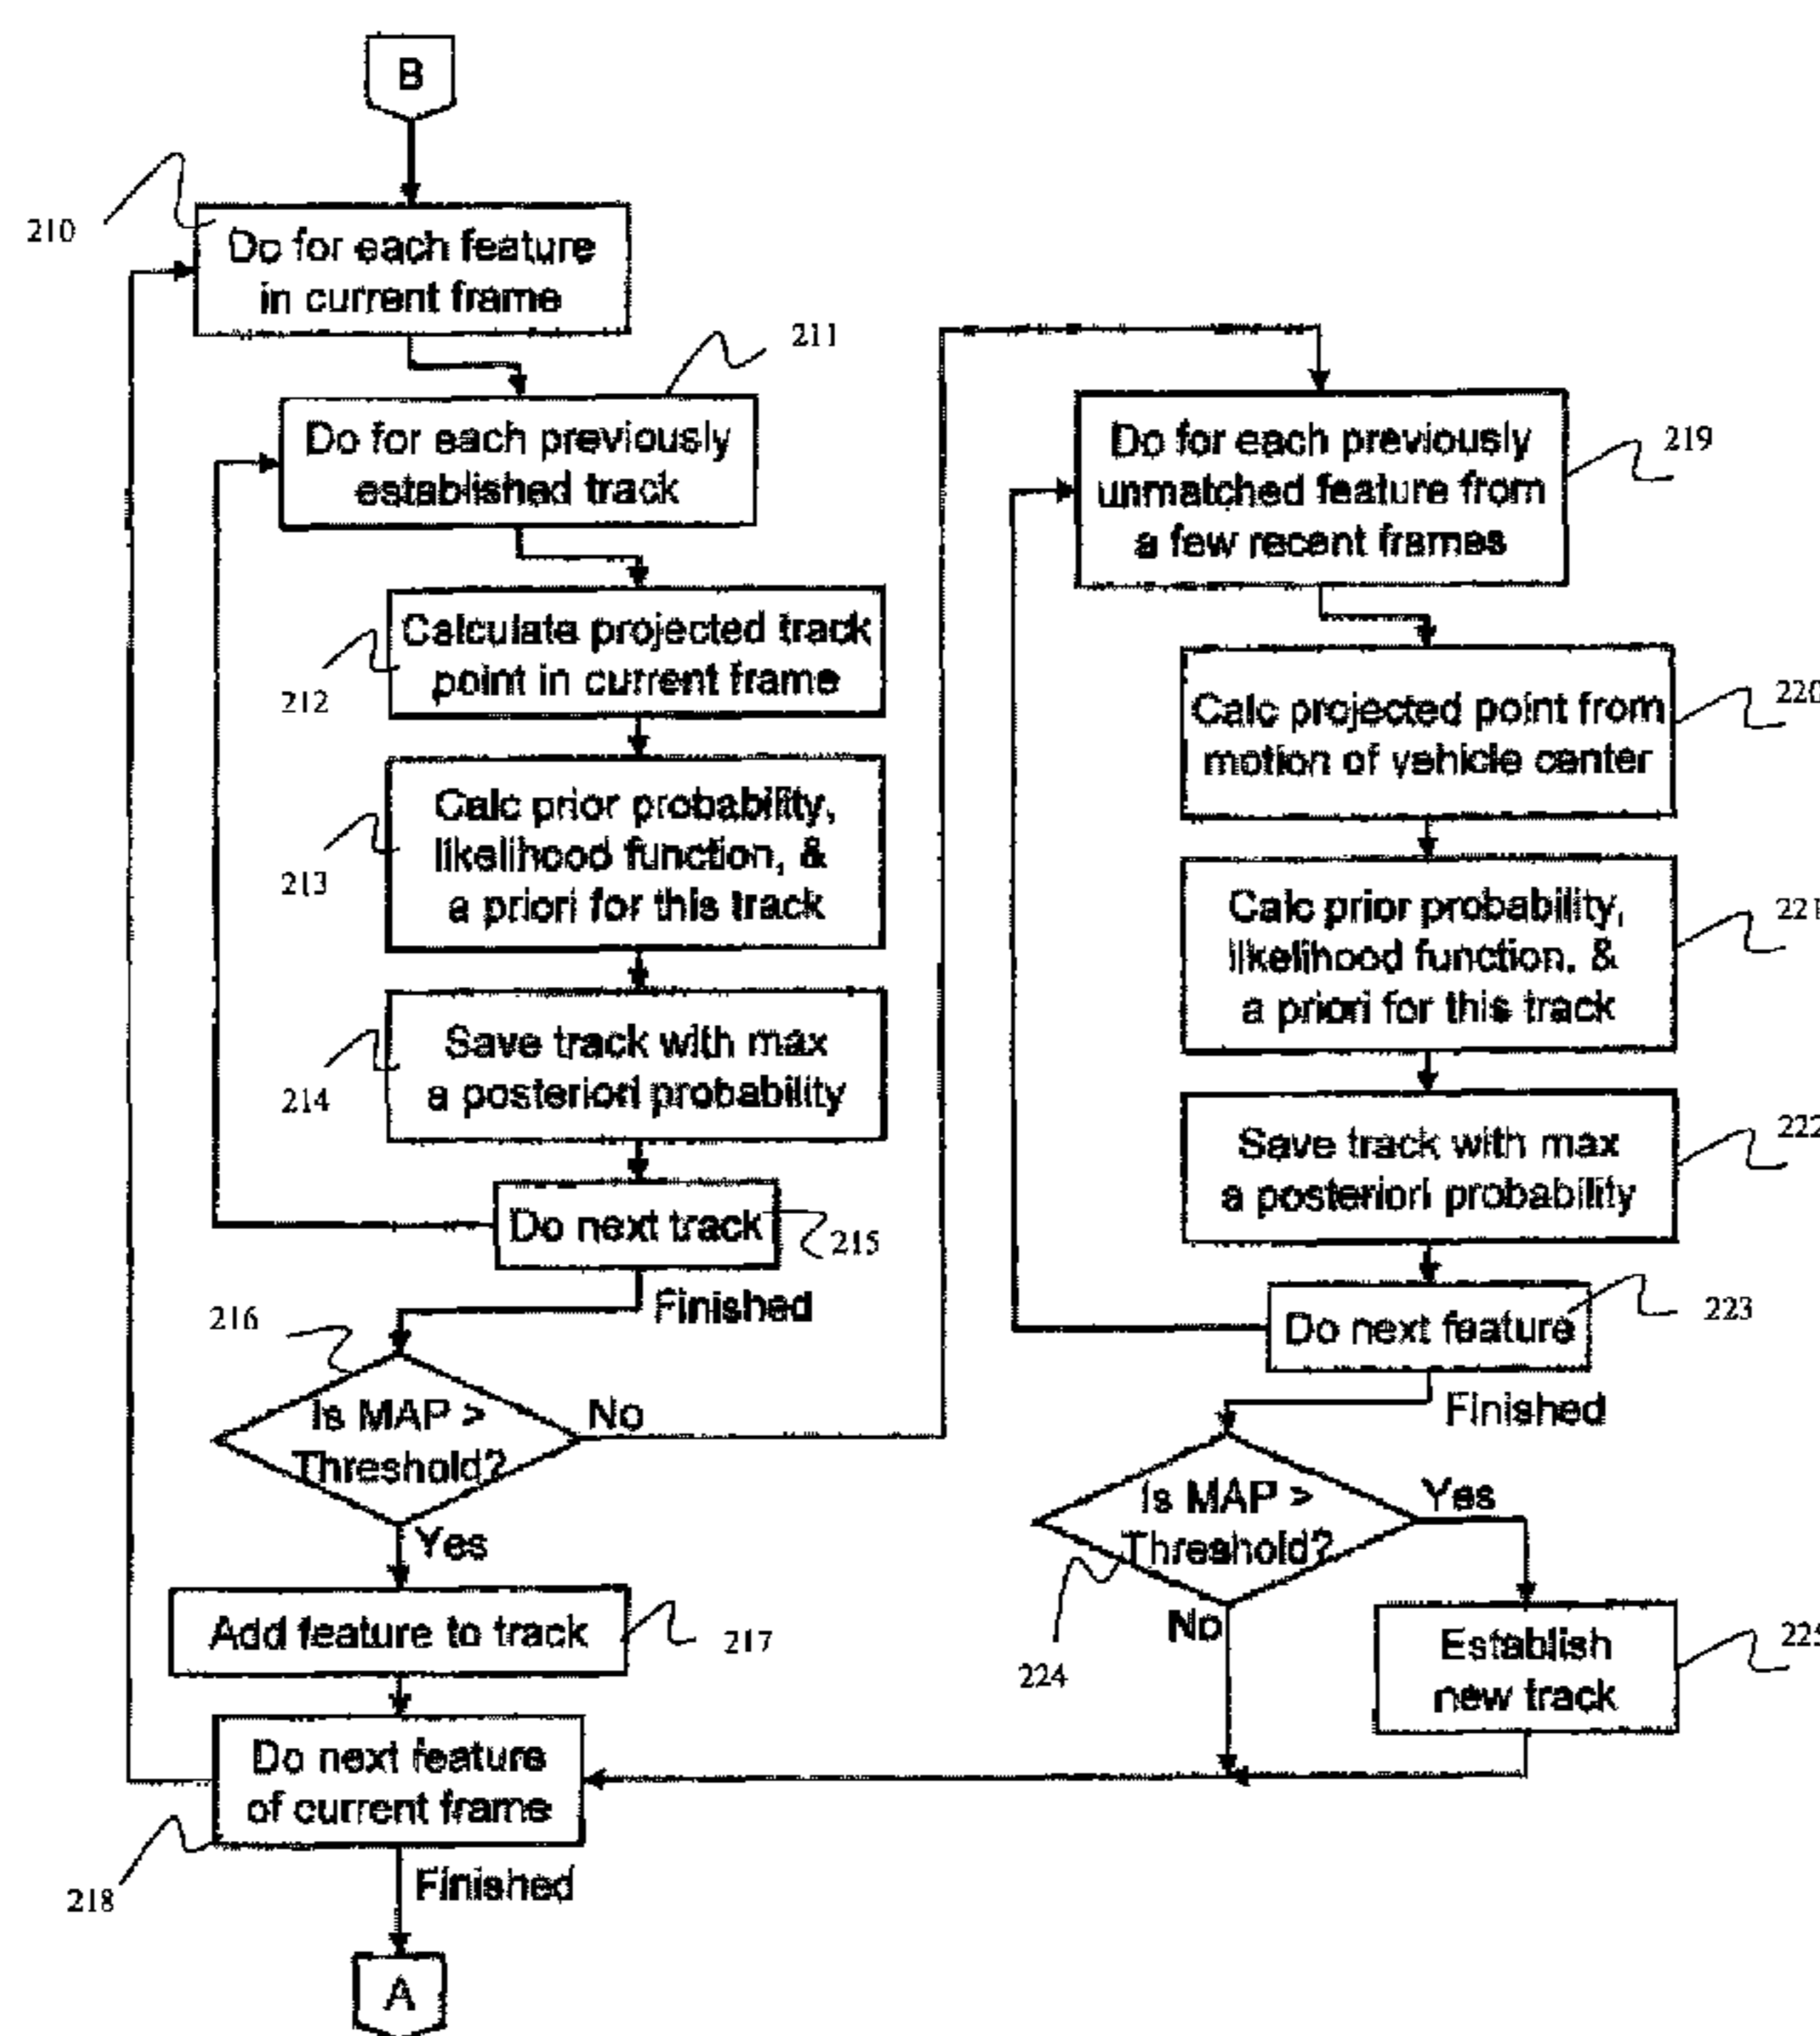 B
210
Do for each feature
in current frame
211
Do for each previously
established track
212
Calculate projected track
point in current frame
213
Calc prior probability,
likelihood function, &
a priori for this track
214
Save track with max
a posteriori probability
Do next track
215
Finished
216
Is MAP >
Threshold?
No
Yes
Add feature to track
217
Do next feature
of current frame
218
Finished
A
Do for each previously
unmatched feature from
a few recent frames
219
Calc projected point from
motion of vehicle center
220
Calc prior probability,
likelihood function, &
a priori for this track
221
Save track with max
a posteriori probability
222
Do next feature
223
Finished
Is MAP >
Threshold?
Yes
No
224
Establish
new track
225